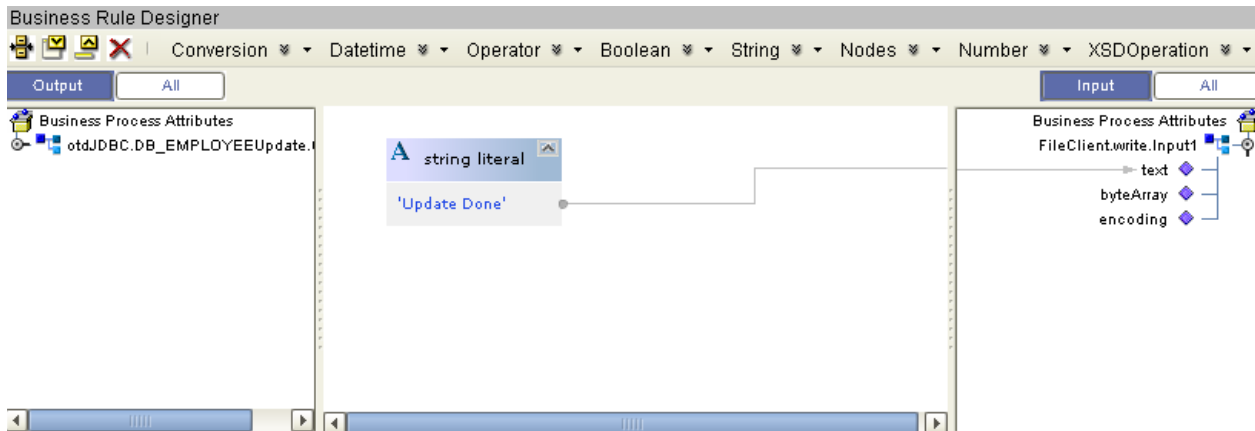 Business Rule Designer
Conversion Datetime Operator Boolean String Nodes Number XSDOperation
Output All Input All
Business Process Attributes
otdJDBC.DB_EMPLOYEEUpdate.
A string literal
'Update Done'
Business Process Attributes
FileClient.write.Input1
text
byteArray
encoding